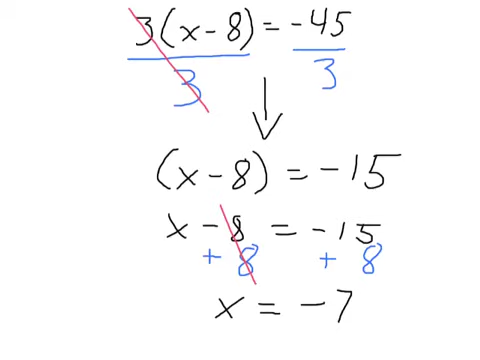 3(x-8) = -45
3 3
(x-8) = -15
x - 8 = -15
+ 8 + 8
x = -7